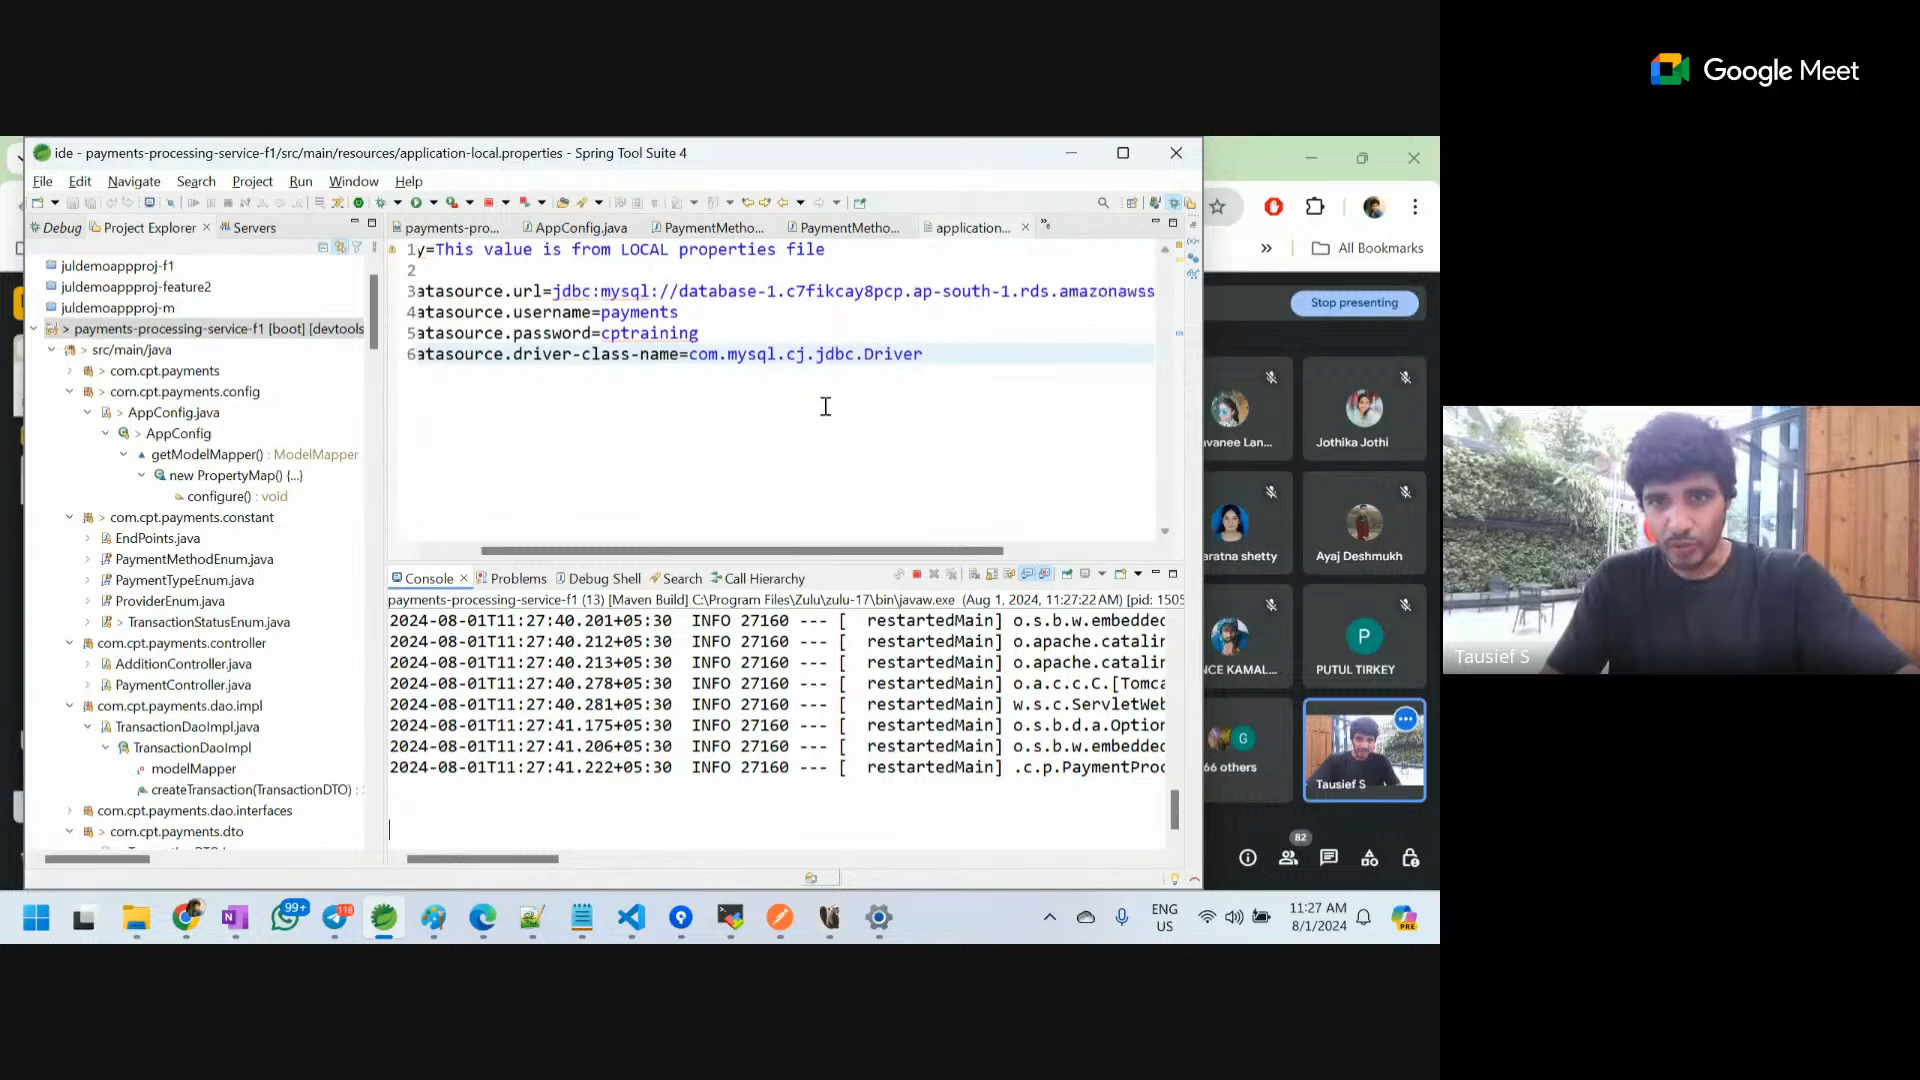 Google Meet
ide - payments-processing-service-f1/src/main/resources/application-local.properties - Spring Tool Suite 4
File Edit Navigate Search Project Run Window Help
Debug Project Explorer Servers
payments-pro... AppConfig.java PaymentMetho... PaymentMetho... application...
juldemoappproj-f1
juldemoappproj-feature2
juldemoappproj-m
> payments-processing-service-f1 [boot] [devtools
> src/main/java
> com.cpt.payments
> com.cpt.payments.config
> AppConfig.java
> AppConfig
getModelMapper() : ModelMapper
new PropertyMap() {...}
configure() : void
> com.cpt.payments.constant
EndPoints.java
PaymentMethodEnum.java
PaymentTypeEnum.java
ProviderEnum.java
> TransactionStatusEnum.java
com.cpt.payments.controller
AdditionController.java
PaymentController.java
com.cpt.payments.dao.impl
TransactionDaoImpl.java
TransactionDaoImpl
modelMapper
createTransaction(TransactionDTO) :
com.cpt.payments.dao.interfaces
> com.cpt.payments.dto
1y=This value is from LOCAL properties file
2
3atasource.url=jdbc:mysql://database-1.c7fikcay8pcp.ap-south-1.rds.amazonawss
4atasource.username=payments
5atasource.password=cptraining
6atasource.driver-class-name=com.mysql.cj.jdbc.Driver
Console Problems Debug Shell Search Call Hierarchy
payments-processing-service-f1 (13) [Maven Build] C:\Program Files\Zulu\zulu-17\bin\javaw.exe (Aug 1, 2024, 11:27:22 AM) [pid: 1505
2024-08-01T11:27:40.201+05:30 INFO 27160 --- [ restartedMain] o.s.b.w.embedded
2024-08-01T11:27:40.212+05:30 INFO 27160 --- [ restartedMain] o.apache.catalin
2024-08-01T11:27:40.213+05:30 INFO 27160 --- [ restartedMain] o.apache.catalin
2024-08-01T11:27:40.278+05:30 INFO 27160 --- [ restartedMain] o.a.c.c.C.[Tomca
2024-08-01T11:27:40.281+05:30 INFO 27160 --- [ restartedMain] w.s.c.ServletWeb
2024-08-01T11:27:41.175+05:30 INFO 27160 --- [ restartedMain] o.s.b.d.a.Option
2024-08-01T11:27:41.206+05:30 INFO 27160 --- [ restartedMain] o.s.b.w.embedded
2024-08-01T11:27:41.222+05:30 INFO 27160 --- [ restartedMain] .c.p.PaymentProc
All Bookmarks
Stop presenting
vanee Lan...
Jothika Jothi
aratna shetty
Ayaj Deshmukh
NCE KAMAL...
P
PUTUL TIRKEY
G
66 others
Tausief S
82
Tausief S
99+
118
ENG
US
11:27 AM
8/1/2024
PRE